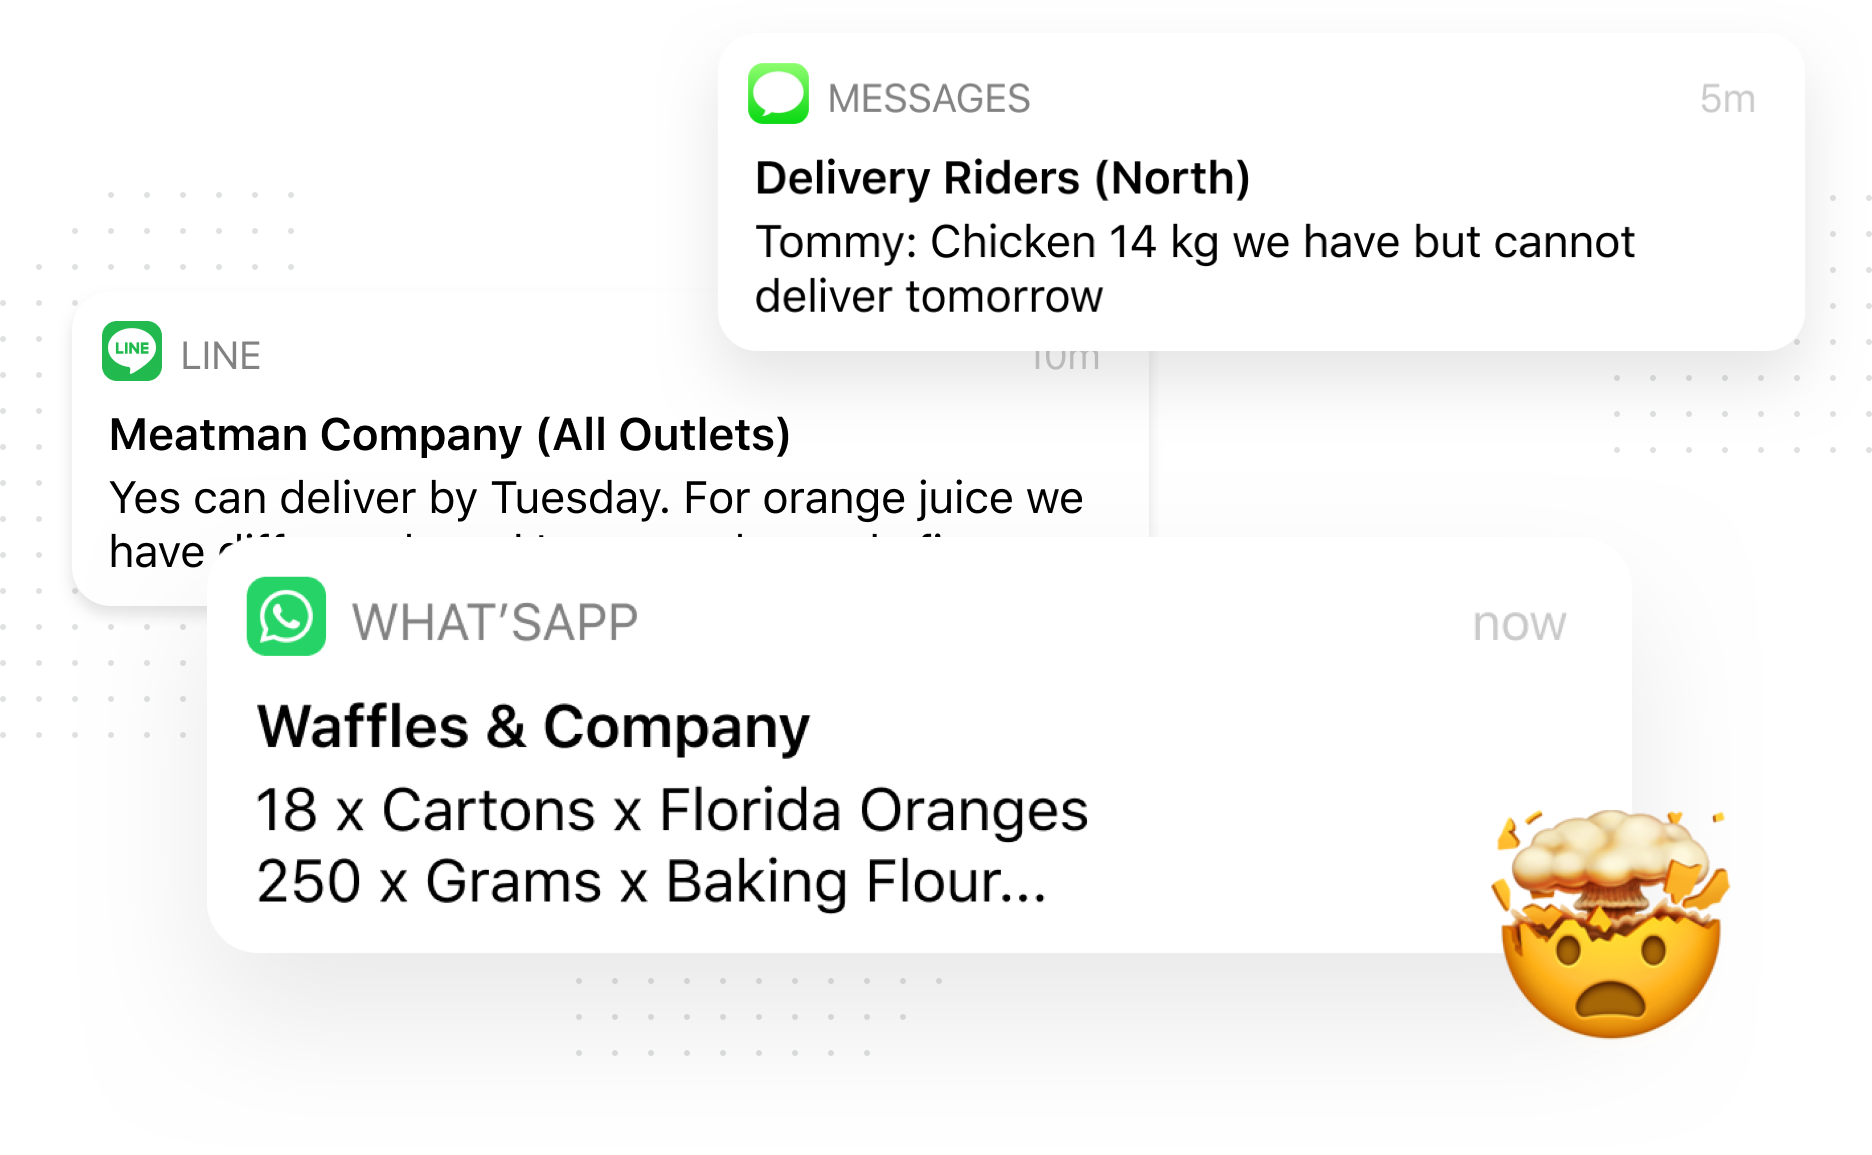 MESSAGES
5m
Delivery Riders (North)
Tommy: Chicken 14 kg we have but cannot
deliver tomorrow
LINE
LINE
10m
Meatman Company (All Outlets)
Yes can deliver by Tuesday. For orange juice we
have
WHAT’SAPP
now
Waffles & Company
18 x Cartons x Florida Oranges
250 x Grams x Baking Flour...